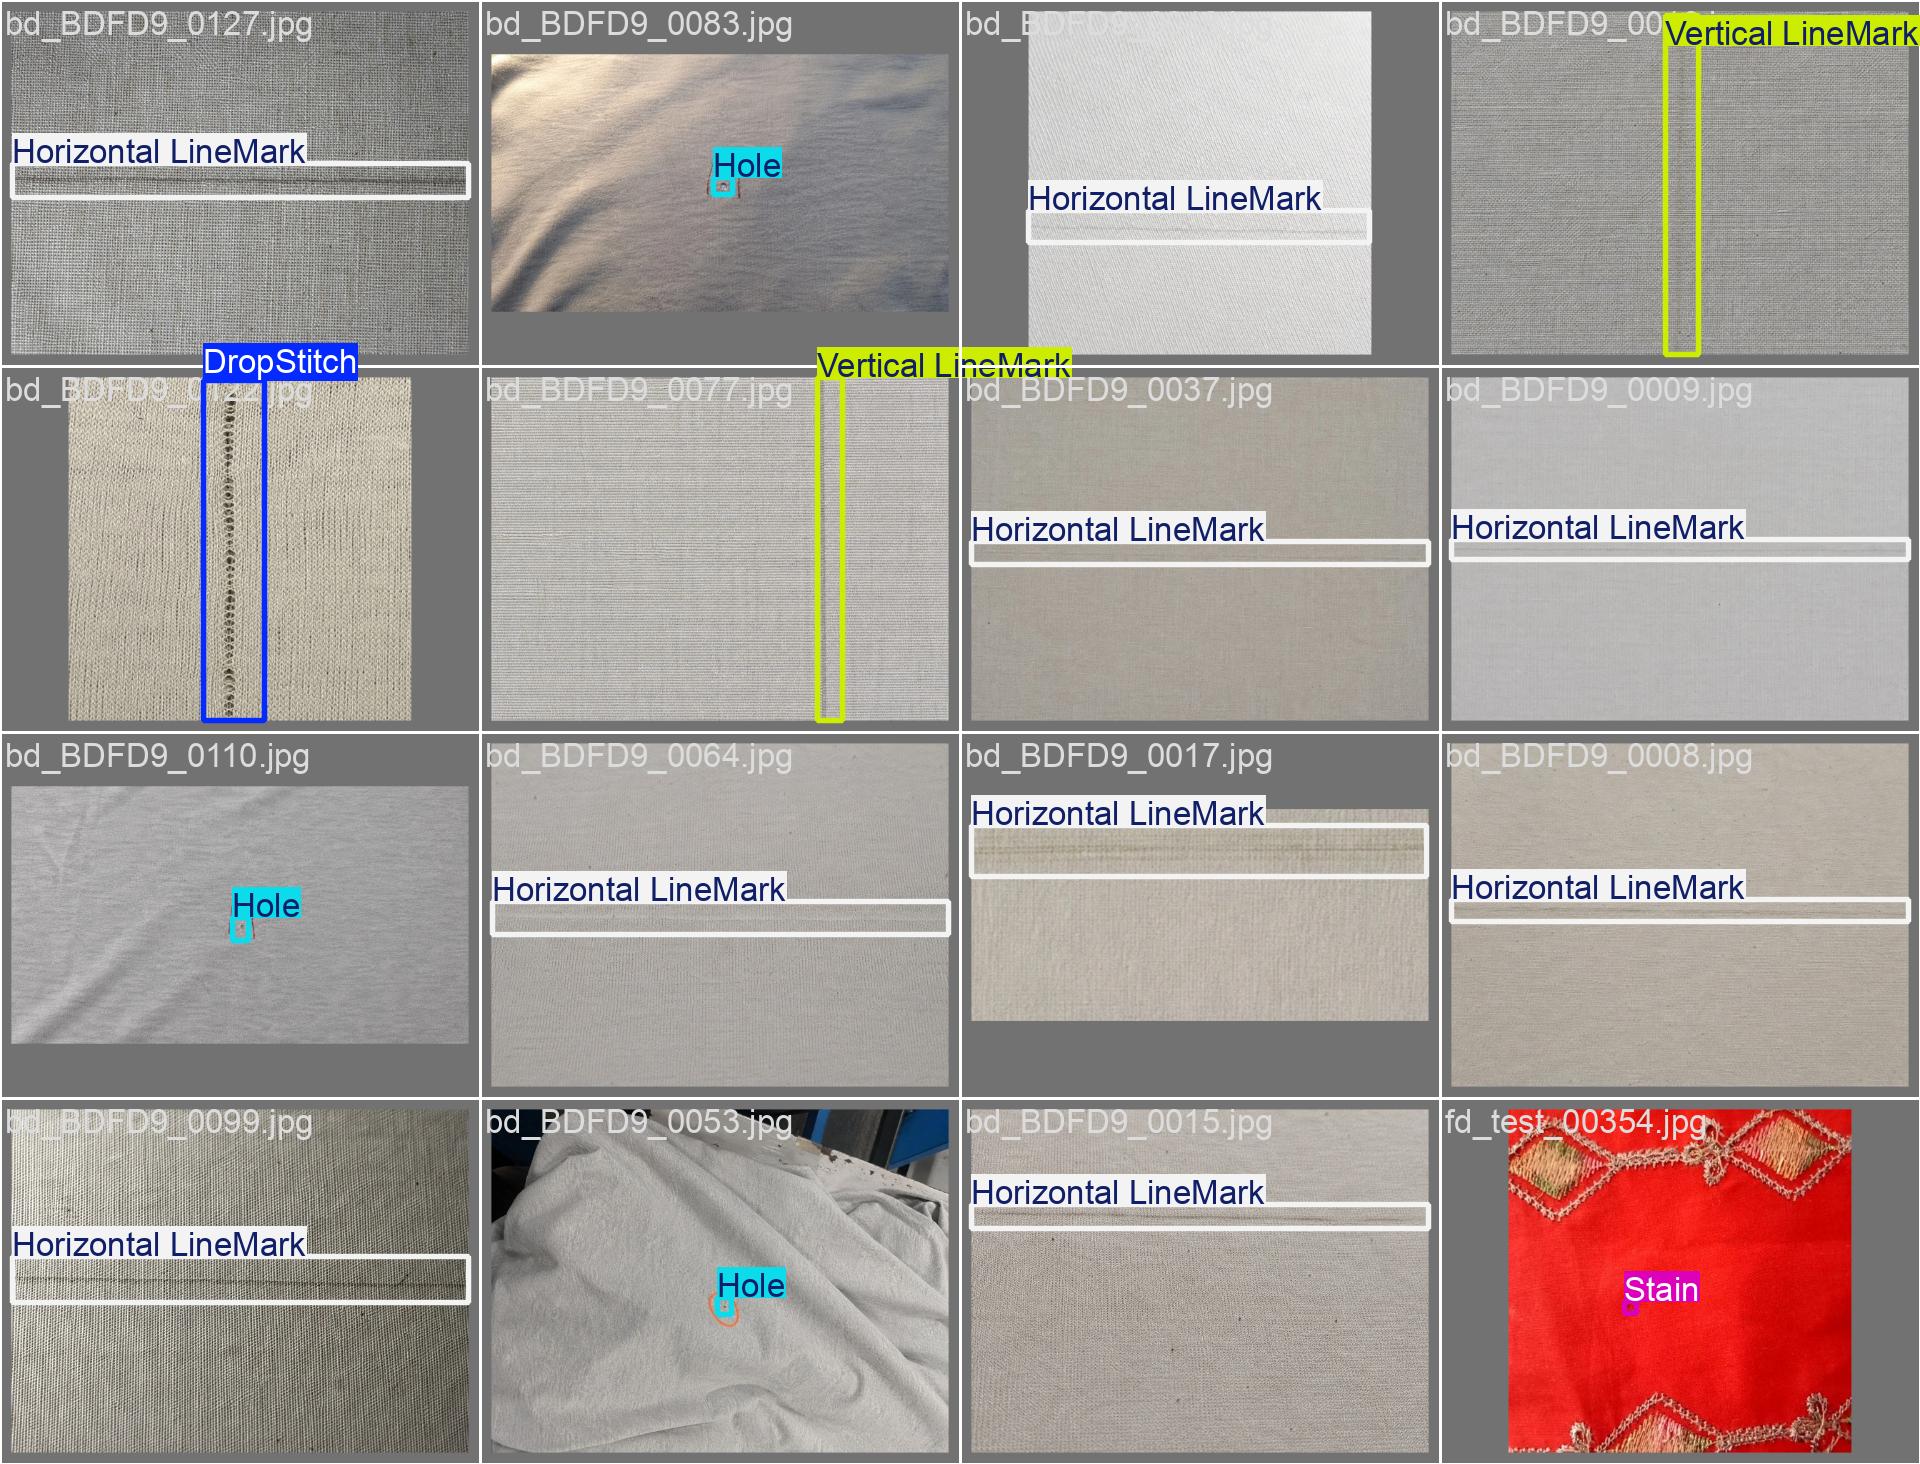 bd_BDFD9_0127.jpg
Horizontal LineMark
bd_BDFD9_0083.jpg
Hole
Horizontal LineMark
Vertical LineMark
DropStitch
bd_BDFD9_0122.jpg
bd_BDFD9_0077.jpg
Vertical LineMark
bd_BDFD9_0037.jpg
Horizontal LineMark
bd_BDFD9_0009.jpg
Horizontal LineMark
bd_BDFD9_0110.jpg
Hole
bd_BDFD9_0064.jpg
Horizontal LineMark
bd_BDFD9_0017.jpg
Horizontal LineMark
bd_BDFD9_0008.jpg
Horizontal LineMark
bd_BDFD9_0099.jpg
Horizontal LineMark
bd_BDFD9_0053.jpg
Hole
bd_BDFD9_0015.jpg
Horizontal LineMark
fd_test_00354.jpg
Stain